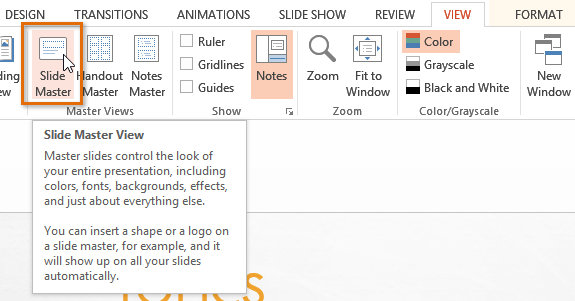 DESIGN TRANSITIONS ANIMATIONS SLIDE SHOW REVIEW VIEW FORMAT
Slide Master
Handout Master
Notes Master
Master Views
Ruler
Gridlines
Guides
Show
Notes
Zoom
Fit to Window
Zoom
Color
Grayscale
Black and White
Color/Grayscale
New Window
Slide Master View
Master slides control the look of
your entire presentation, including
colors, fonts, backgrounds, effects,
and just about everything else.
You can insert a shape or a logo on
a slide master, for example, and it
will show up on all your slides
automatically.